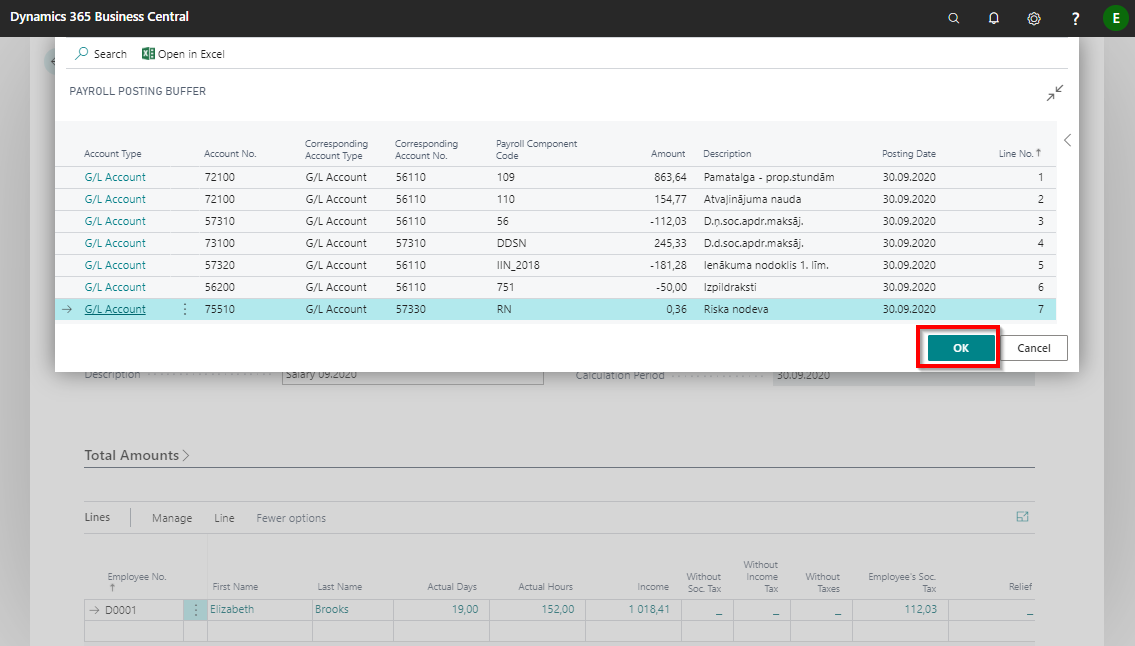 Dynamics 365 Business Central
?
E
Search Open in Excel
PAYROLL POSTING BUFFER
Account Type Account No. Corresponding Account Type Corresponding Account No. Payroll Component Code Amount Description Posting Date Line No. ↑
G/L Account 72100 G/L Account 56110 109 863,64 Pamatalga - prop.stundām 30.09.2020 1
G/L Account 72100 G/L Account 56110 110 154,77 Atvaļinājuma nauda 30.09.2020 2
G/L Account 57310 G/L Account 56110 56 -112,03 D.ņ.soc.apdr.maksāj. 30.09.2020 3
G/L Account 73100 G/L Account 57310 DDSN 245,33 D.d.soc.apdr.maksāj. 30.09.2020 4
G/L Account 57320 G/L Account 56110 IIN_2018 -181,28 Ienākuma nodoklis 1. līm. 30.09.2020 5
G/L Account 56200 G/L Account 56110 751 -50,00 Izpildraksti 30.09.2020 6
→ G/L Account 75510 G/L Account 57330 RN 0,36 Riska nodeva 30.09.2020 7
OK Cancel
Description Salary 09.2020 Calculation Period 30.09.2020
Total Amounts >
Lines Manage Line Fewer options
Employee No. ↑ First Name Last Name Actual Days Actual Hours Income Without Soc. Tax Without Income Tax Without Taxes Employee's Soc. Tax Relief
→ D0001 Elizabeth Brooks 19,00 152,00 1 018,41 _ _ _ 112,03 _